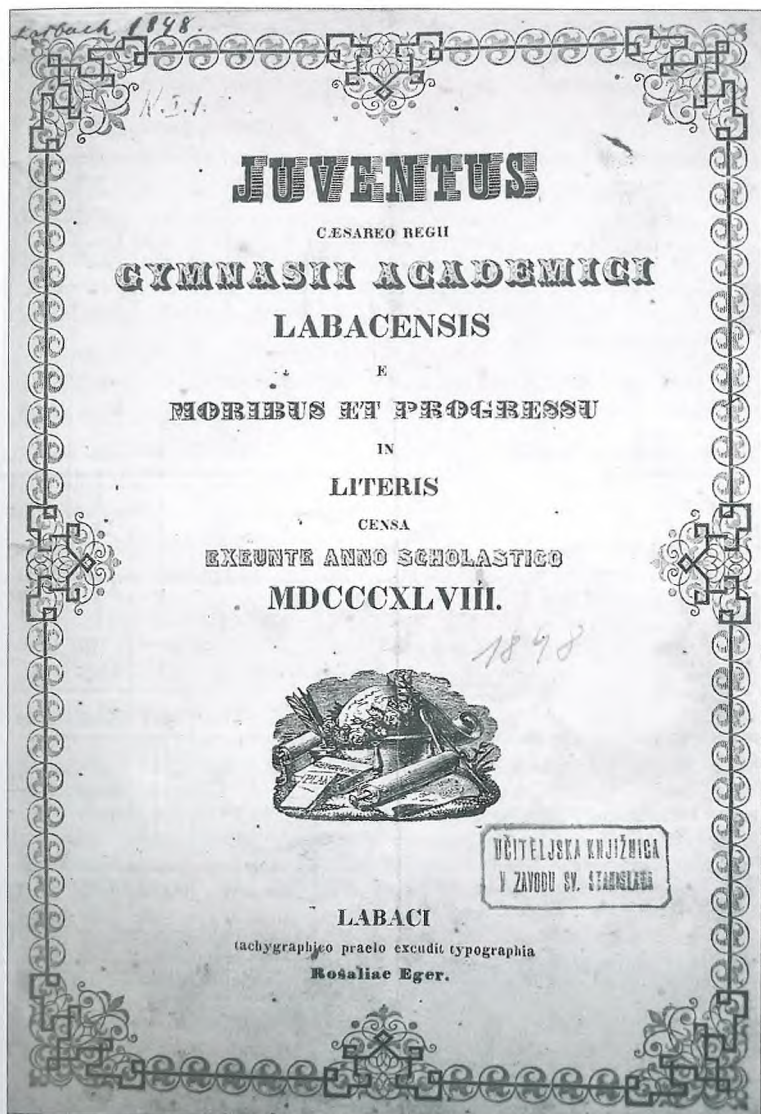 Laibach, 1848.
N. I. 1.
JUVENTUS
CÆSAREO REGII
GYMNASII ACADEMICI
LABACENSIS
E
MORIBUS ET PROGRESSU
IN
LITERIS
CENSA
EXEUNTE ANNO SCHOLASTICO
MDCCCXLVIII.
1848
UČITELJSKA KNJIŽNICA
V ZAVODU SV. STANISLAVA
LABACI
tachygraphico praelo excudit typographia
Rosaliae Eger.